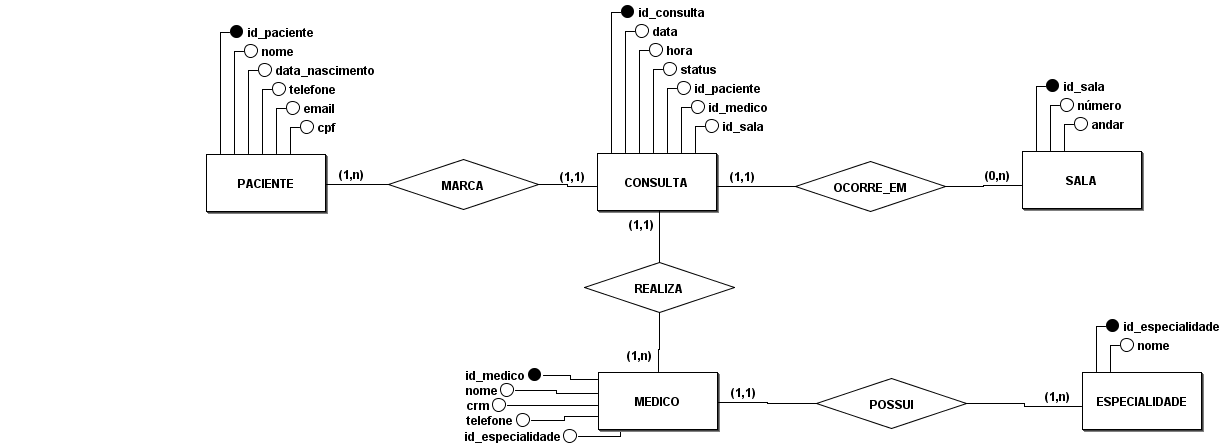 id_paciente
nome
data_nascimento
telefone
email
cpf
PACIENTE
(1,n)
MARCA
(1,1)
id_consulta
data
hora
status
id_paciente
id_medico
id_sala
CONSULTA
(1,1)
OCORRE_EM
(0,n)
id_sala
número
andar
SALA
(1,1)
REALIZA
(1,n)
id_medico
nome
crm
telefone
id_especialidade
MEDICO
(1,1)
POSSUI
(1,n)
id_especialidade
nome
ESPECIALIDADE